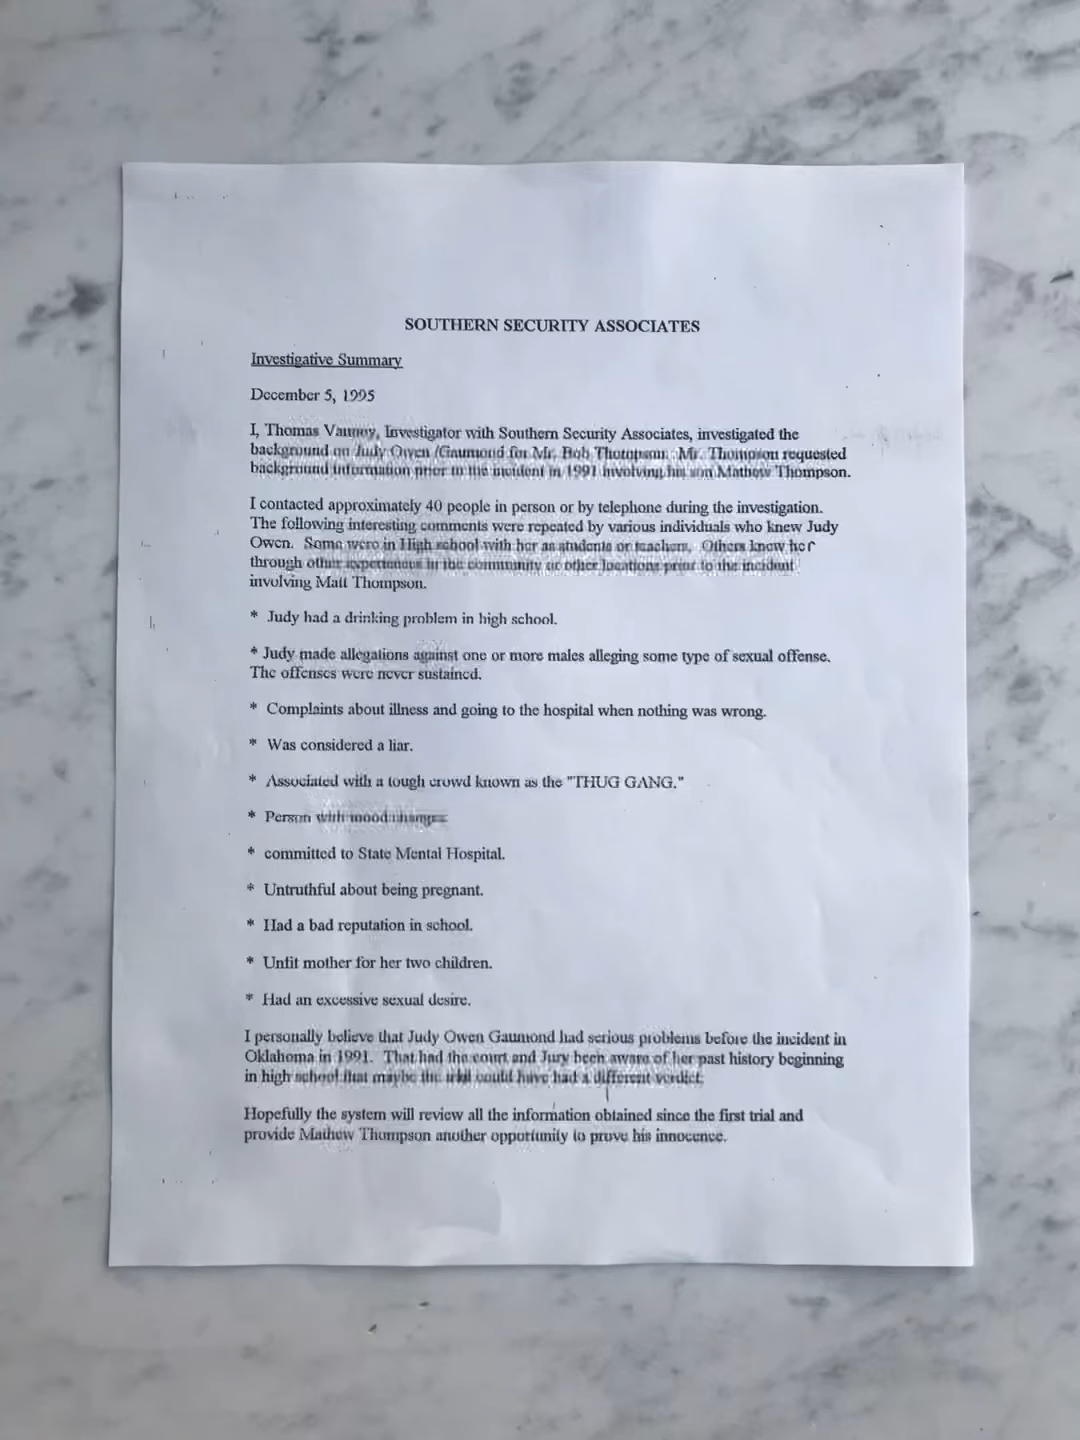 SOUTHERN SECURITY ASSOCIATES
Investigative Summary
December 5, 1995
I, Thomas Investigator with Southern Security Associates, investigated the
background on Judy Owen /Gaumond for Mr. Bob Thompson. Mr. Thompson requested
background information prior to the incident in 1991 involving his son Mathew Thompson.
I contacted approximately 40 people in person or by telephone during the investigation.
The following interesting comments were repeated by various individuals who knew Judy
Owen. Some were in High school with her as students or teachers. Others knew her
through other experiences in the community or other locations prior to the incident
involving Matt Thompson.
* Judy had a drinking problem in high school.
* Judy made allegations against one or more males alleging some type of sexual offense.
The offenses were never sustained.
* Complaints about illness and going to the hospital when nothing was wrong.
* Was considered a liar.
* Associated with a tough crowd known as the "THUG GANG."
* Person with mood changes
* committed to State Mental Hospital.
* Untruthful about being pregnant.
* Had a bad reputation in school.
* Unfit mother for her two children.
* Had an excessive sexual desire.
I personally believe that Judy Owen Gaumond had serious problems before the incident in
Oklahoma in 1991. That had the court and Jury been aware of her past history beginning
in high school that maybe the trial could have had a different verdict.
Hopefully the system will review all the information obtained since the first trial and
provide Mathew Thompson another opportunity to prove his innocence.